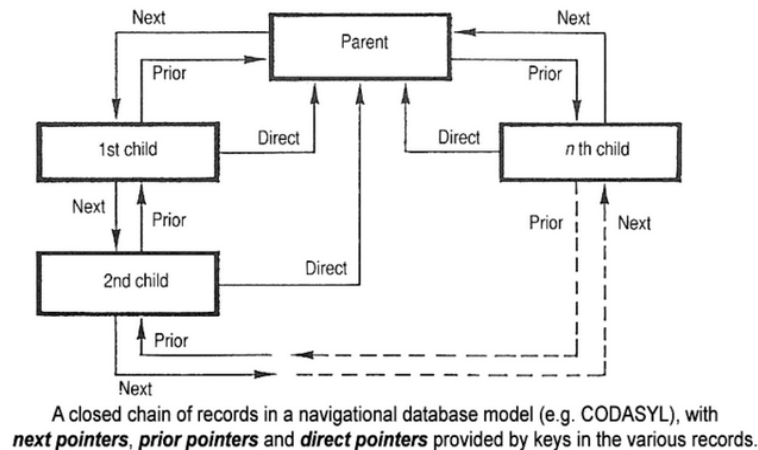 Next
Next
Parent
Prior
Prior
1st child
Direct
Direct
n th child
Next
Prior
Prior
Next
2nd child
Direct
Prior
Next
A closed chain of records in a navigational database model (e.g. CODASYL), with
next pointers, prior pointers and direct pointers provided by keys in the various records.